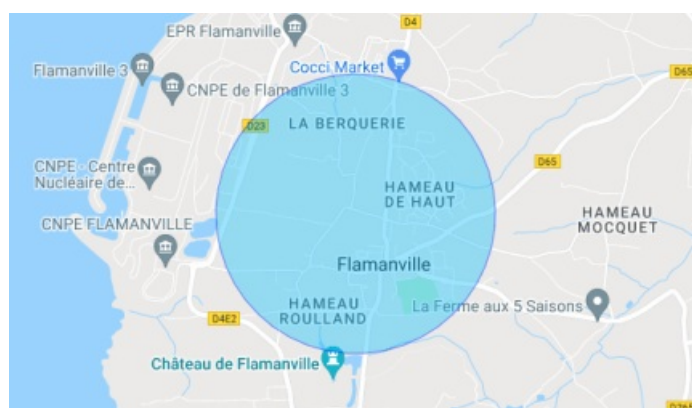 EPR Flamanville
D4
Flamanville 3
Cocci Market
D65
CNPE de Flamanville 3
LA BERQUERIE
D23
CNPE - Centre
Nucléaire de...
D65
HAMEAU
DE HAUT
HAMEAU
MOCQUET
CNPE FLAMANVILLE
Flamanville
HAMEAU
ROULLAND
La Ferme aux 5 Saisons
D4E2
Château de Flamanville